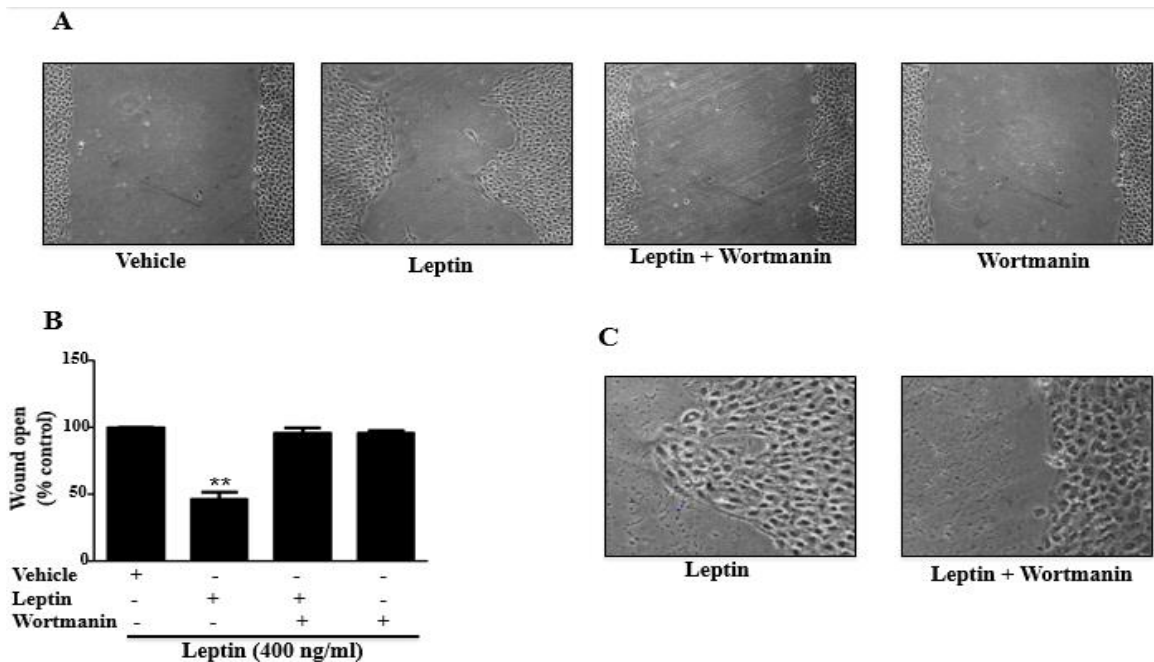 A
Vehicle
Leptin
Leptin + Wortmanin
Wortmanin
B
150
100
50
0
Wound open
(% control)
**
Vehicle + - - -
Leptin - + + -
Wortmanin - - + +
Leptin (400 ng/ml)
C
Leptin
Leptin + Wortmanin